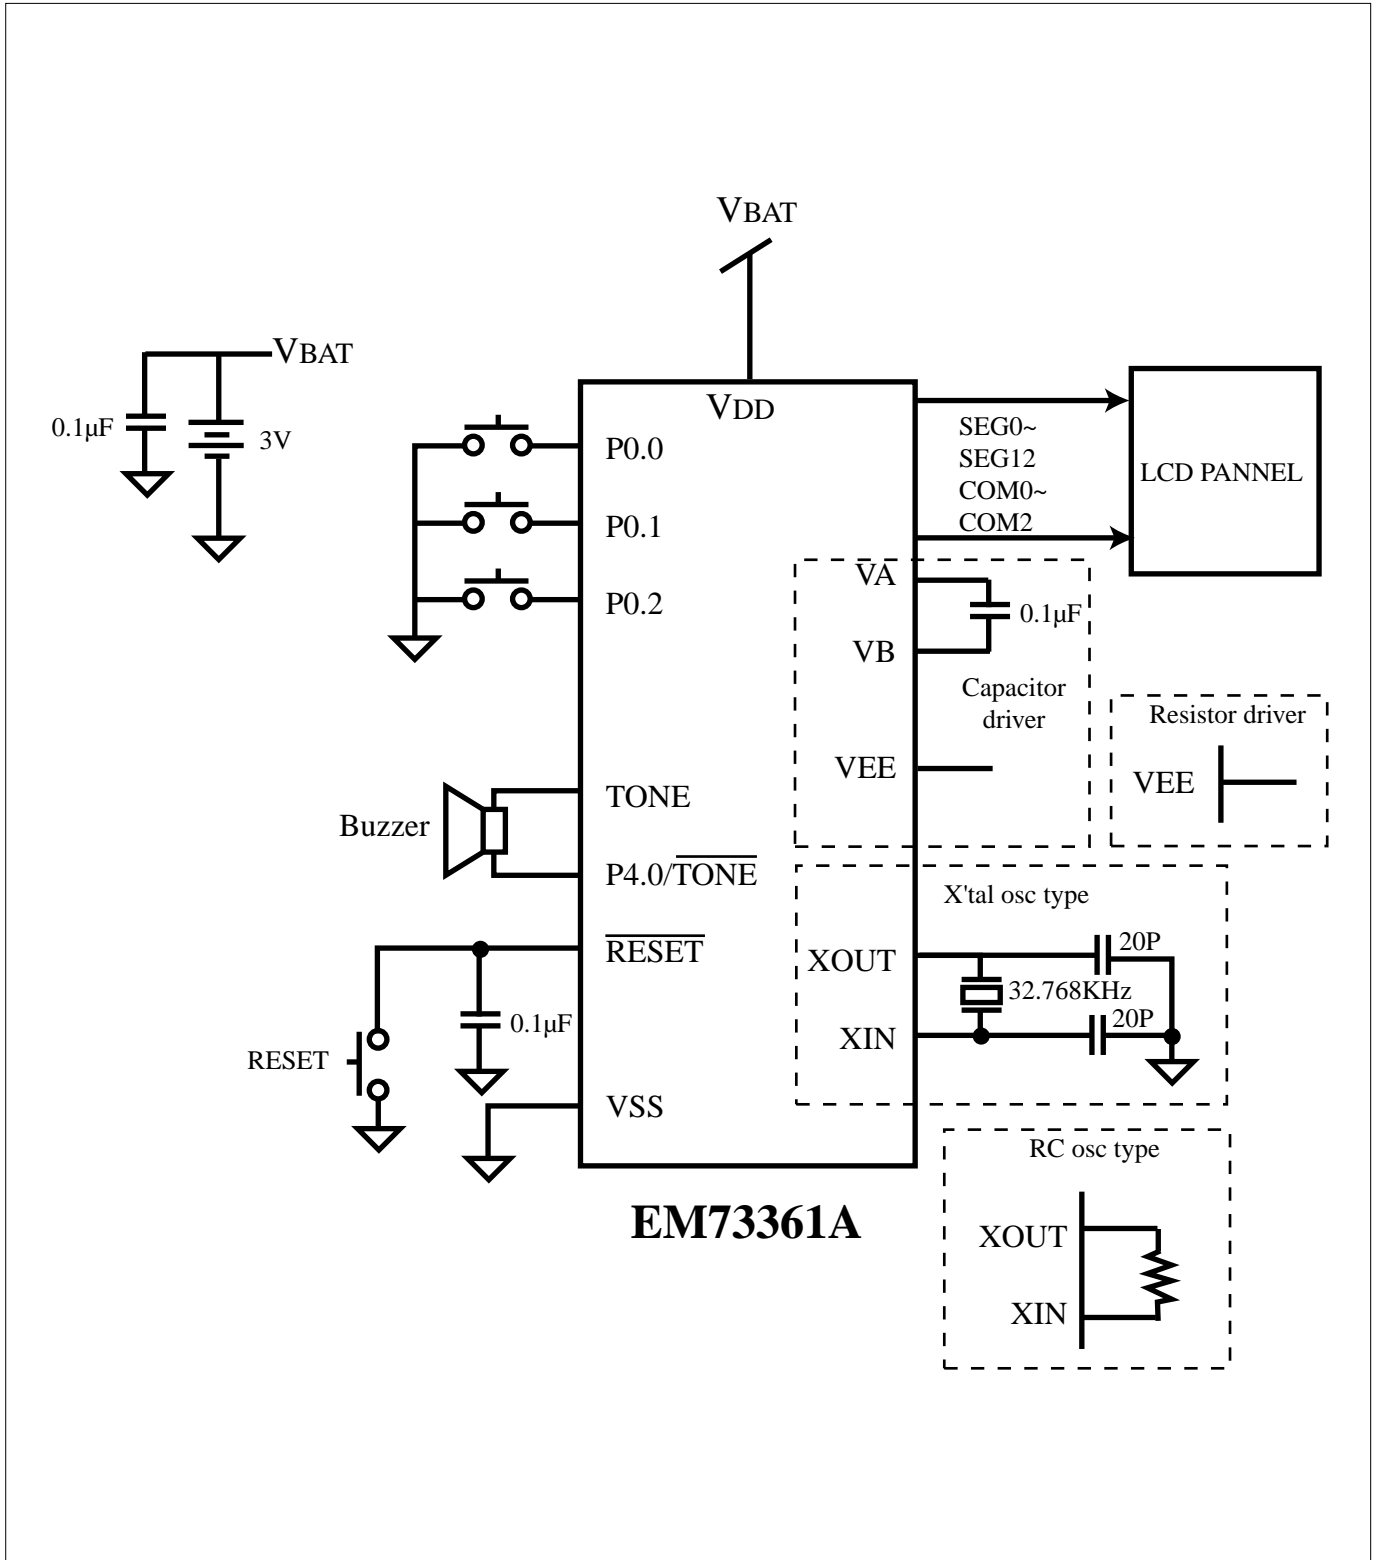 VBAT
VBAT
0.1µF
3V
VDD
P0.0
P0.1
P0.2
SEG0~
SEG12
COM0~
COM2
LCD PANNEL
VA
0.1µF
VB
Capacitor
driver
VEE
Resistor driver
VEE
TONE
Buzzer
P4.0/TONE
X'tal osc type
RESET
XOUT
20P
32.768KHz
0.1µF
20P
XIN
RESET
VSS
RC osc type
EM73361A
XOUT
XIN